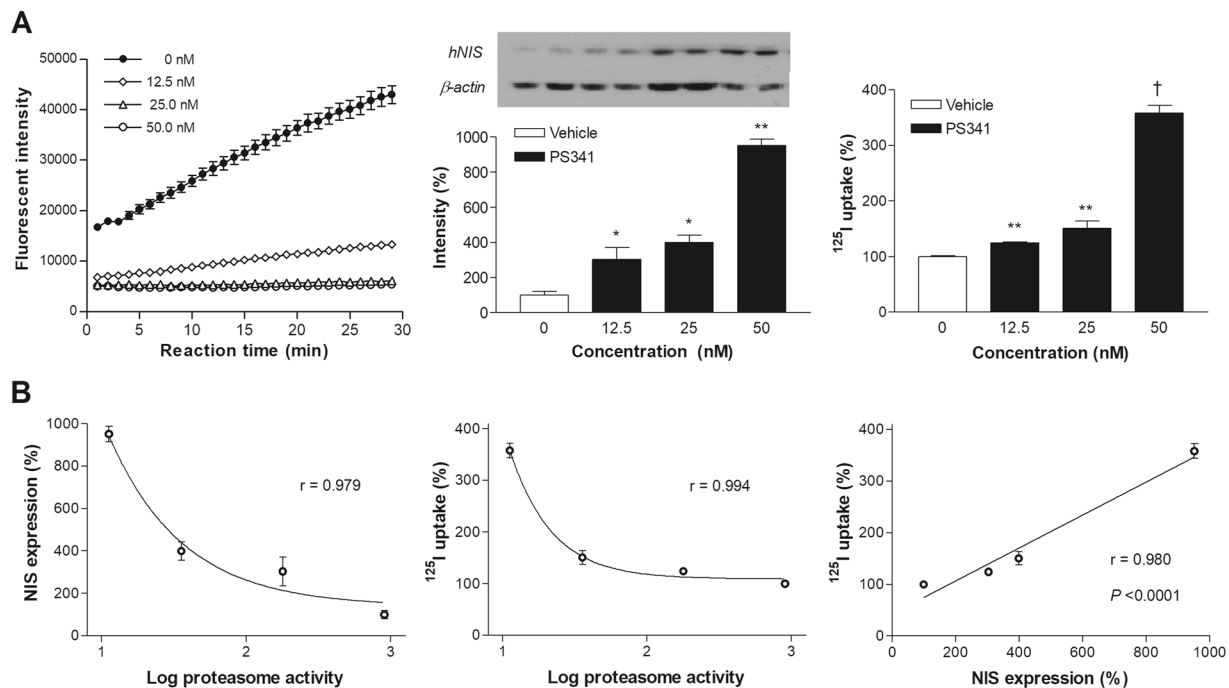 A
50000
40000
30000
20000
10000
0
Fluorescent intensity
0 nM
12.5 nM
25.0 nM
50.0 nM
0 5 10 15 20 25 30
Reaction time (min)
hNIS
β-actin
Vehicle
PS341
1000
800
600
400
200
0
Intensity (%)
* * **
0 12.5 25 50
Concentration (nM)
Vehicle
PS341
400
300
200
100
0
125I uptake (%)
** ** †
0 12.5 25 50
Concentration (nM)
B
1000
800
600
400
200
0
NIS expression (%)
r = 0.979
1 2 3
Log proteasome activity
400
300
200
100
0
125I uptake (%)
r = 0.994
1 2 3
Log proteasome activity
400
300
200
100
0
125I uptake (%)
r = 0.980
P <0.0001
0 200 400 600 800 1000
NIS expression (%)